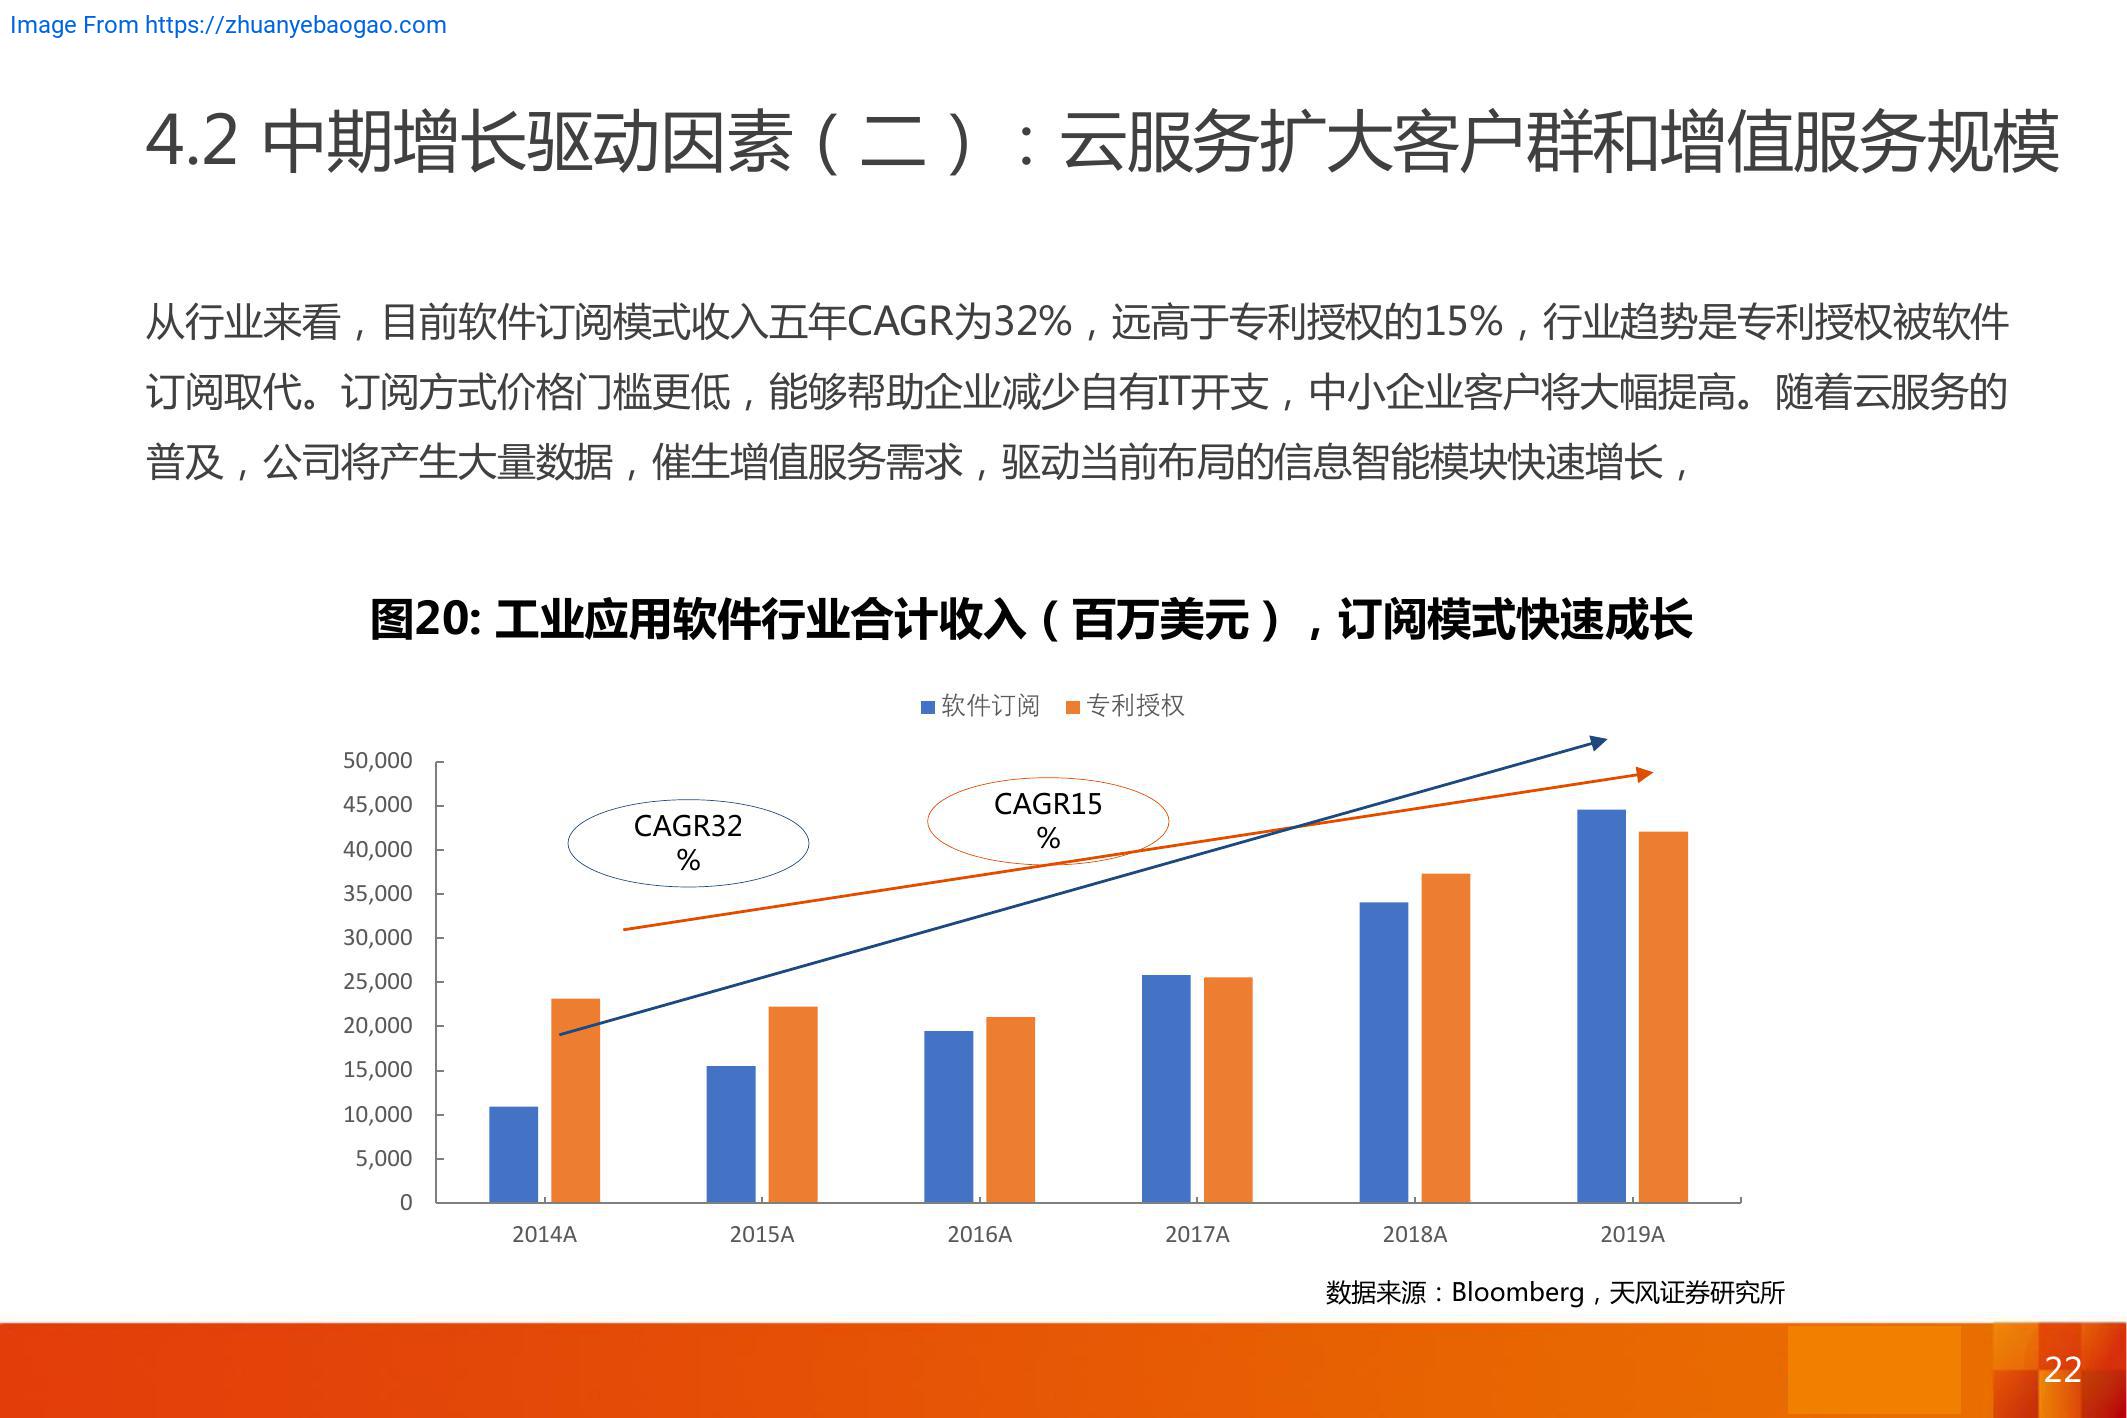 Image From https://zhuanyebaogao.com
4.2 中期增长驱动因素（二）：云服务扩大客户群和增值服务规模
从行业来看，目前软件订阅模式收入五年CAGR为32%，远高于专利授权的15%，行业趋势是专利授权被软件
订阅取代。订阅方式价格门槛更低，能够帮助企业减少自有IT开支，中小企业客户将大幅提高。随着云服务的
普及，公司将产生大量数据，催生增值服务需求，驱动当前布局的信息智能模块快速增长，
图20: 工业应用软件行业合计收入（百万美元），订阅模式快速成长
软件订阅 专利授权
50,000
45,000
40,000
35,000
30,000
25,000
20,000
15,000
10,000
5,000
0
CAGR32
%
CAGR15
%
2014A 2015A 2016A 2017A 2018A 2019A
数据来源：Bloomberg，天风证券研究所
22